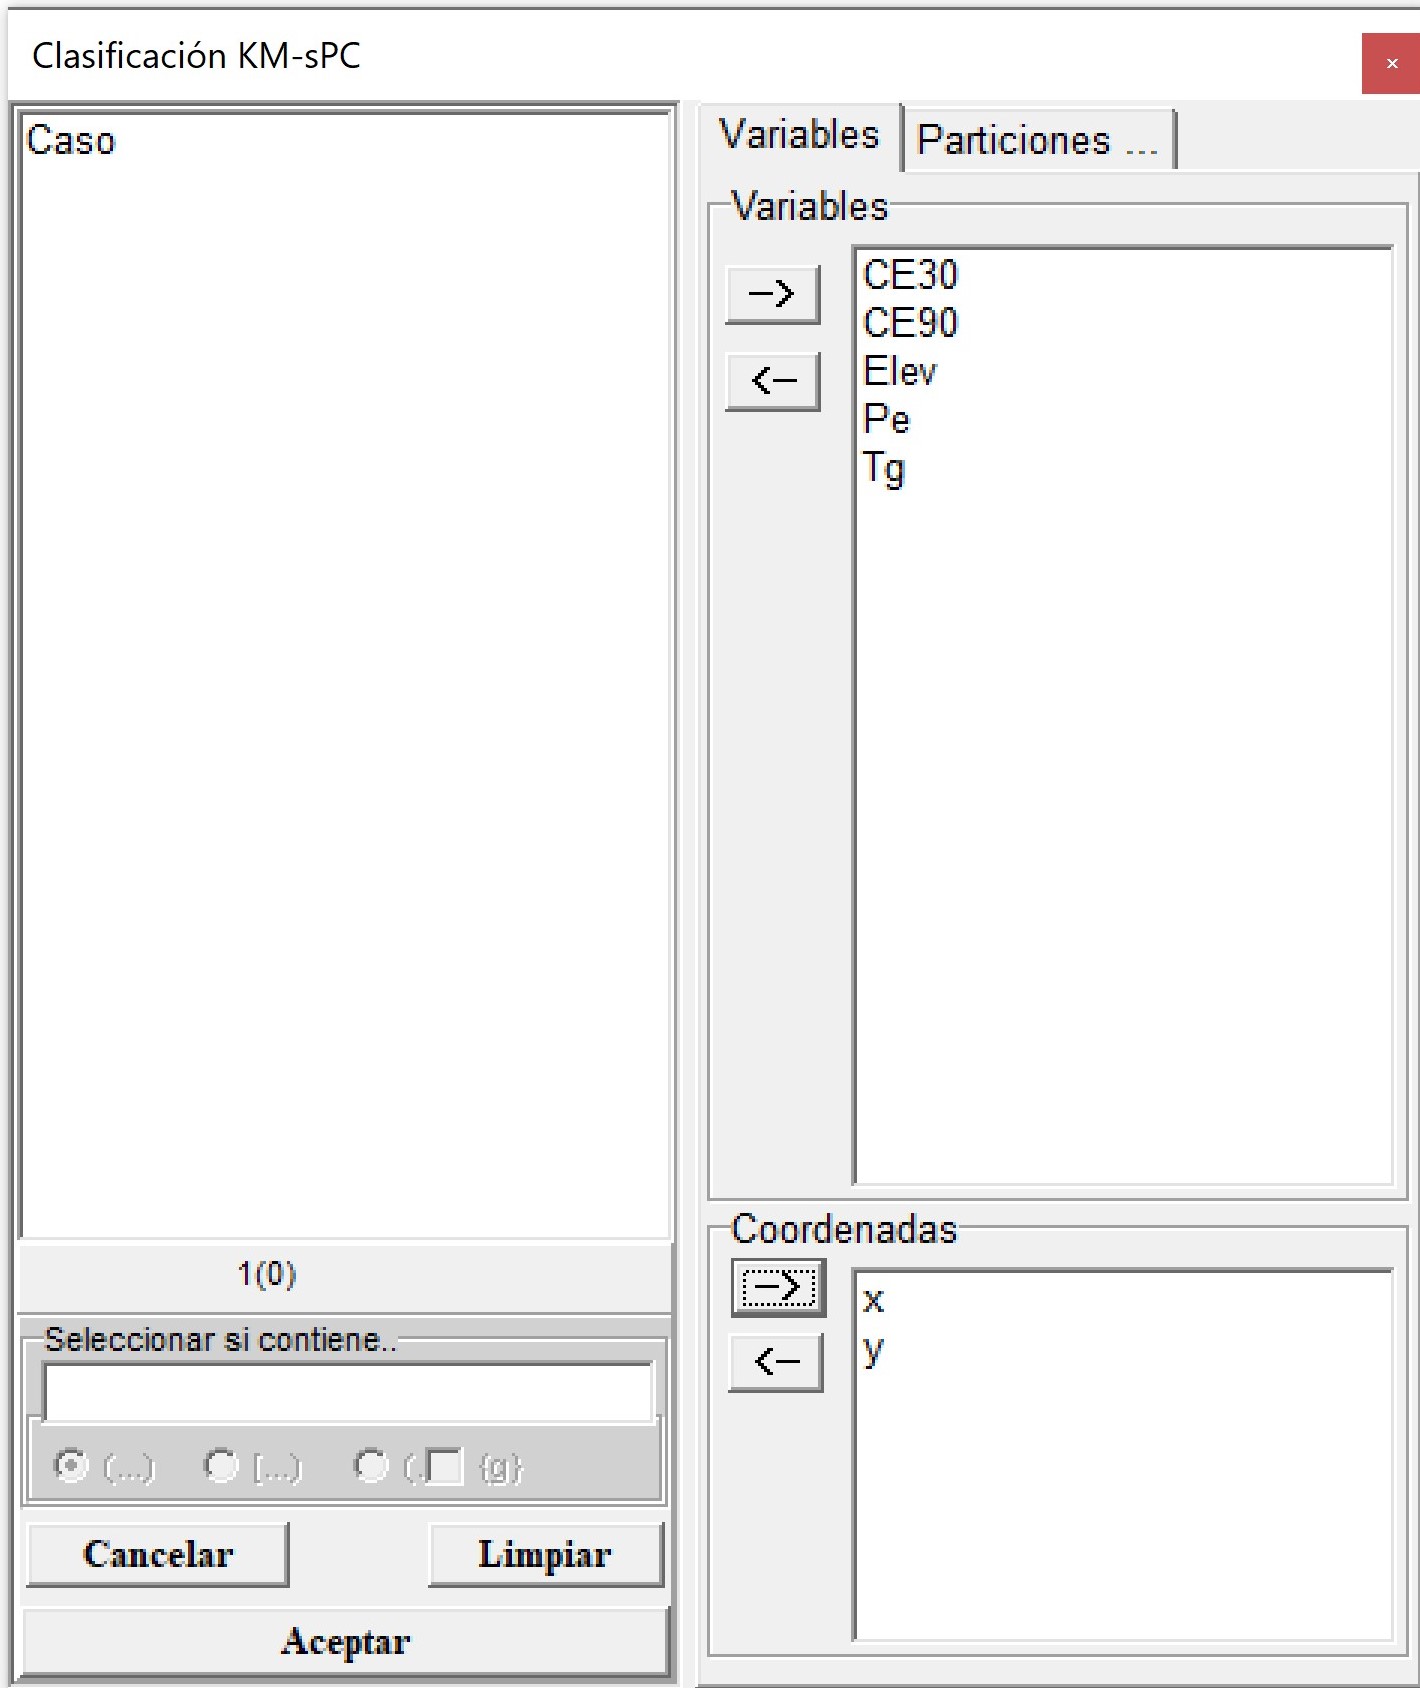 Clasificación KM-sPC
×
Caso
1(0)
Seleccionar si contiene..
(...)
[...)
(.
{g}
Cancelar
Limpiar
Aceptar
Variables
Particiones ...
Variables
-->
<--
CE30
CE90
Elev
Pe
Tg
Coordenadas
-->
<--
x
y